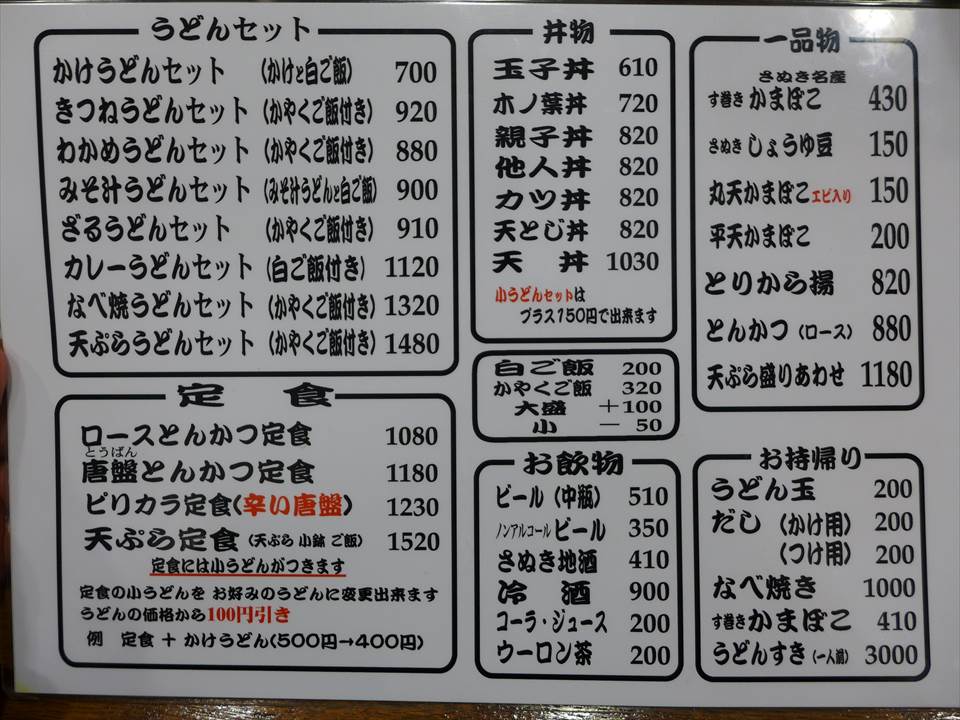 うどんセット
かけうどんセット (かけと白ご飯) 700
きつねうどんセット (かやくご飯付き) 920
わかめうどんセット (かやくご飯付き) 880
みそ汁うどんセット (みそ汁うどんと白ご飯) 900
ざるうどんセット (かやくご飯付き) 910
カレーうどんセット (白ご飯付き) 1120
なべ焼うどんセット (かやくご飯付き) 1320
天ぷらうどんセット (かやくご飯付き) 1480
定食
ロースとんかつ定食 1080
とうばん
唐盤とんかつ定食 1180
ピリカラ定食(辛い唐盤) 1230
天ぷら定食(天ぷら 小鉢 ご飯) 1520
定食には小うどんがつきます
定食の小うどんを お好みのうどんに変更出来ます
うどんの価格から100円引き
例 定食 + かけうどん(500円→400円)
丼物
玉子丼 610
木ノ葉丼 720
親子丼 820
他人丼 820
カツ丼 820
天とじ丼 820
天丼 1030
小うどんセットは
プラス150円で出来ます
白ご飯 200
かやくご飯 320
大盛 +100
小 - 50
お飲物
ビール (中瓶) 510
ノンアルコールビール 350
さぬき地酒 410
冷酒 900
コーラ・ジュース 200
ウーロン茶 200
一品物
さぬき名産
す巻きかまぼこ 430
さぬきしょうゆ豆 150
丸天かまぼこエビ入り 150
平天かまぼこ 200
とりから揚 820
とんかつ (ロース) 880
天ぷら盛りあわせ 1180
お持帰り
うどん玉 200
だし (かけ用) 200
(つけ用) 200
なべ焼き 1000
す巻きかまぼこ 410
うどんすき (一人鍋) 3000